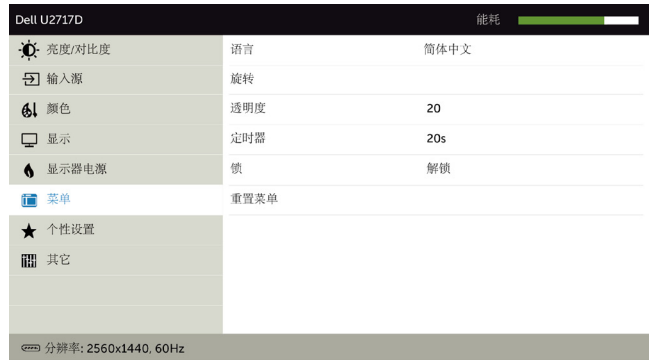 Dell U2717D 能耗
亮度/对比度 语言 简体中文
输入源 旋转
颜色 透明度 20
显示 定时器 20s
显示器电源 锁 解锁
菜单 重置菜单
个性设置
其它
分辨率: 2560x1440, 60Hz